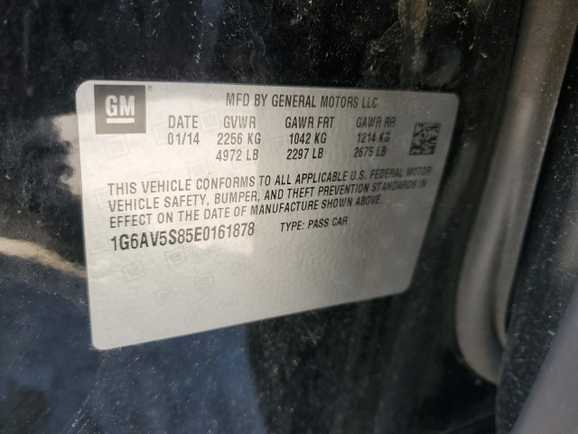 GM
MFD BY GENERAL MOTORS LLC
DATE GVWR GAWR FRT GAWR RR
01/14 2256 KG 1042 KG 1214 KG
4972 LB 2297 LB 2675 LB
THIS VEHICLE CONFORMS TO ALL APPLICABLE U.S. FEDERAL MOTOR
VEHICLE SAFETY, BUMPER, AND THEFT PREVENTION STANDARDS IN
EFFECT ON THE DATE OF MANUFACTURE SHOWN ABOVE.
1G6AV5S85E0161878 TYPE: PASS CAR